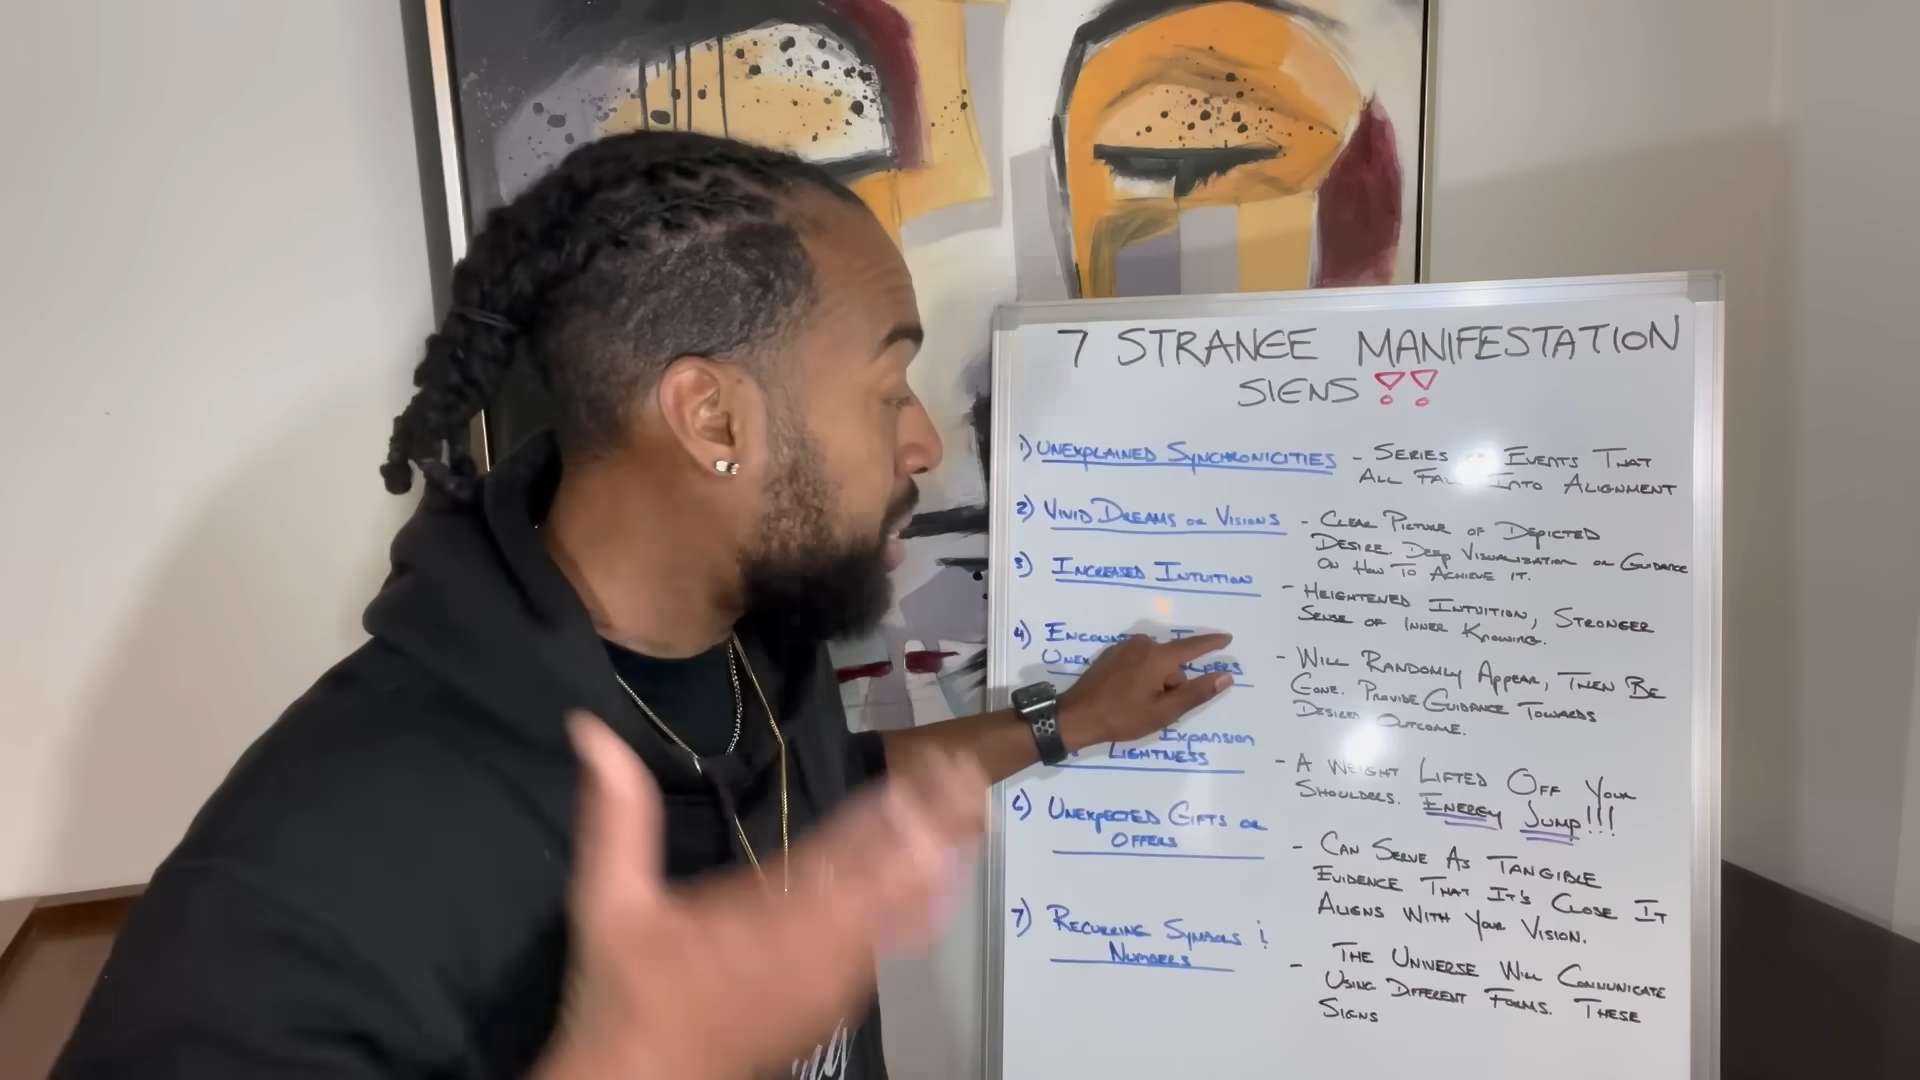 7 STRANGE MANIFESTATION
SIGNS!!
1) UNEXPLAINED SYNCHRONICITIES - SERIES EVENTS THAT
ALL INTO ALIGNMENT
2) VIVID DREAMS OR VISIONS - CLEAR PICTURE OF DEPICTED
DESIRE. DEEP VISUALIZATION OR GUIDANCE
ON HOW TO ACHIEVE IT.
3) INCREASED INTUITION - HEIGHTENED INTUITION, STRONGER
SENSE OF INNER KNOWING.
4)
- WILL RANDOMLY APPEAR, THEN BE
GONE. PROVIDE GUIDANCE TOWARDS
DESIRED OUTCOME.
EXPANSION
LIGHTNESS
- A WEIGHT LIFTED OFF YOUR
SHOULDERS. ENERGY JUMP!!!
6) UNEXPECTED GIFTS OR
OFFERS
- CAN SERVE AS TANGIBLE
EVIDENCE THAT IT'S CLOSE IT
ALIGNS WITH YOUR VISION.
7) RECURRING SYMBOLS &
NUMBERS
- THE UNIVERSE WILL COMMUNICATE
USING DIFFERENT FORMS. THESE
SIGNS